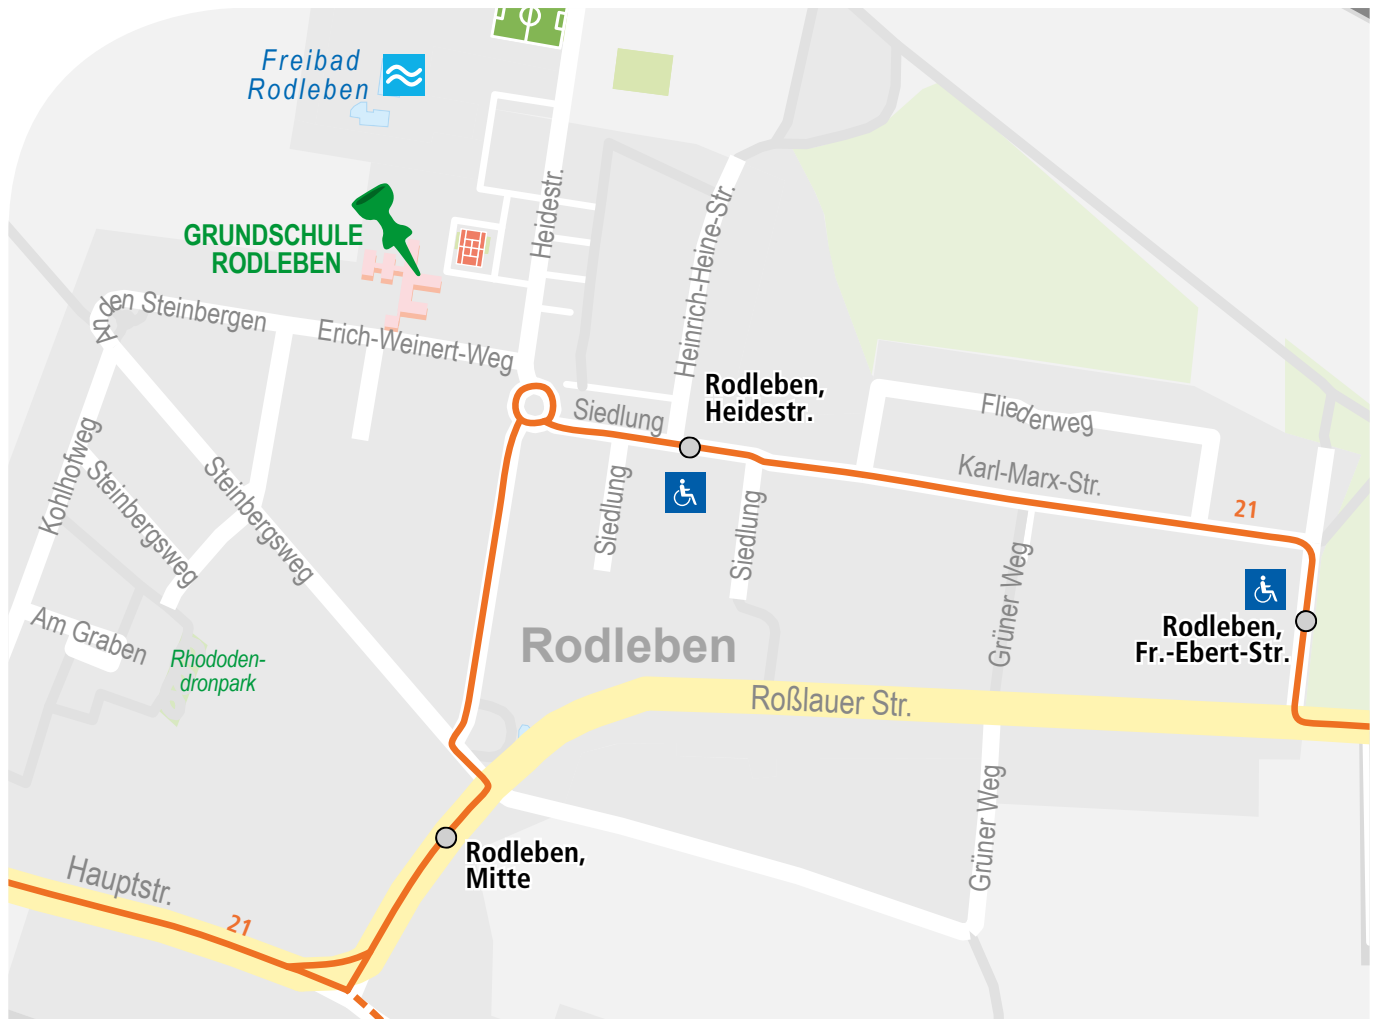 Freibad
Rodleben
GRUNDSCHULE
RODLEBEN
Heidestr.
Heinrich-Heine-Str.
An den Steinbergen
Erich-Weinert-Weg
Rodleben,
Heidestr.
Siedlung
Fliederweg
Karl-Marx-Str.
21
Kohlhofweg
Steinbergsweg
Steinbergsweg
Siedlung
Siedlung
Grüner Weg
Am Graben
Rhododen-
dronpark
Rodleben
Rodleben,
Fr.-Ebert-Str.
Roßlauer Str.
Grüner Weg
Rodleben,
Mitte
Hauptstr.
21